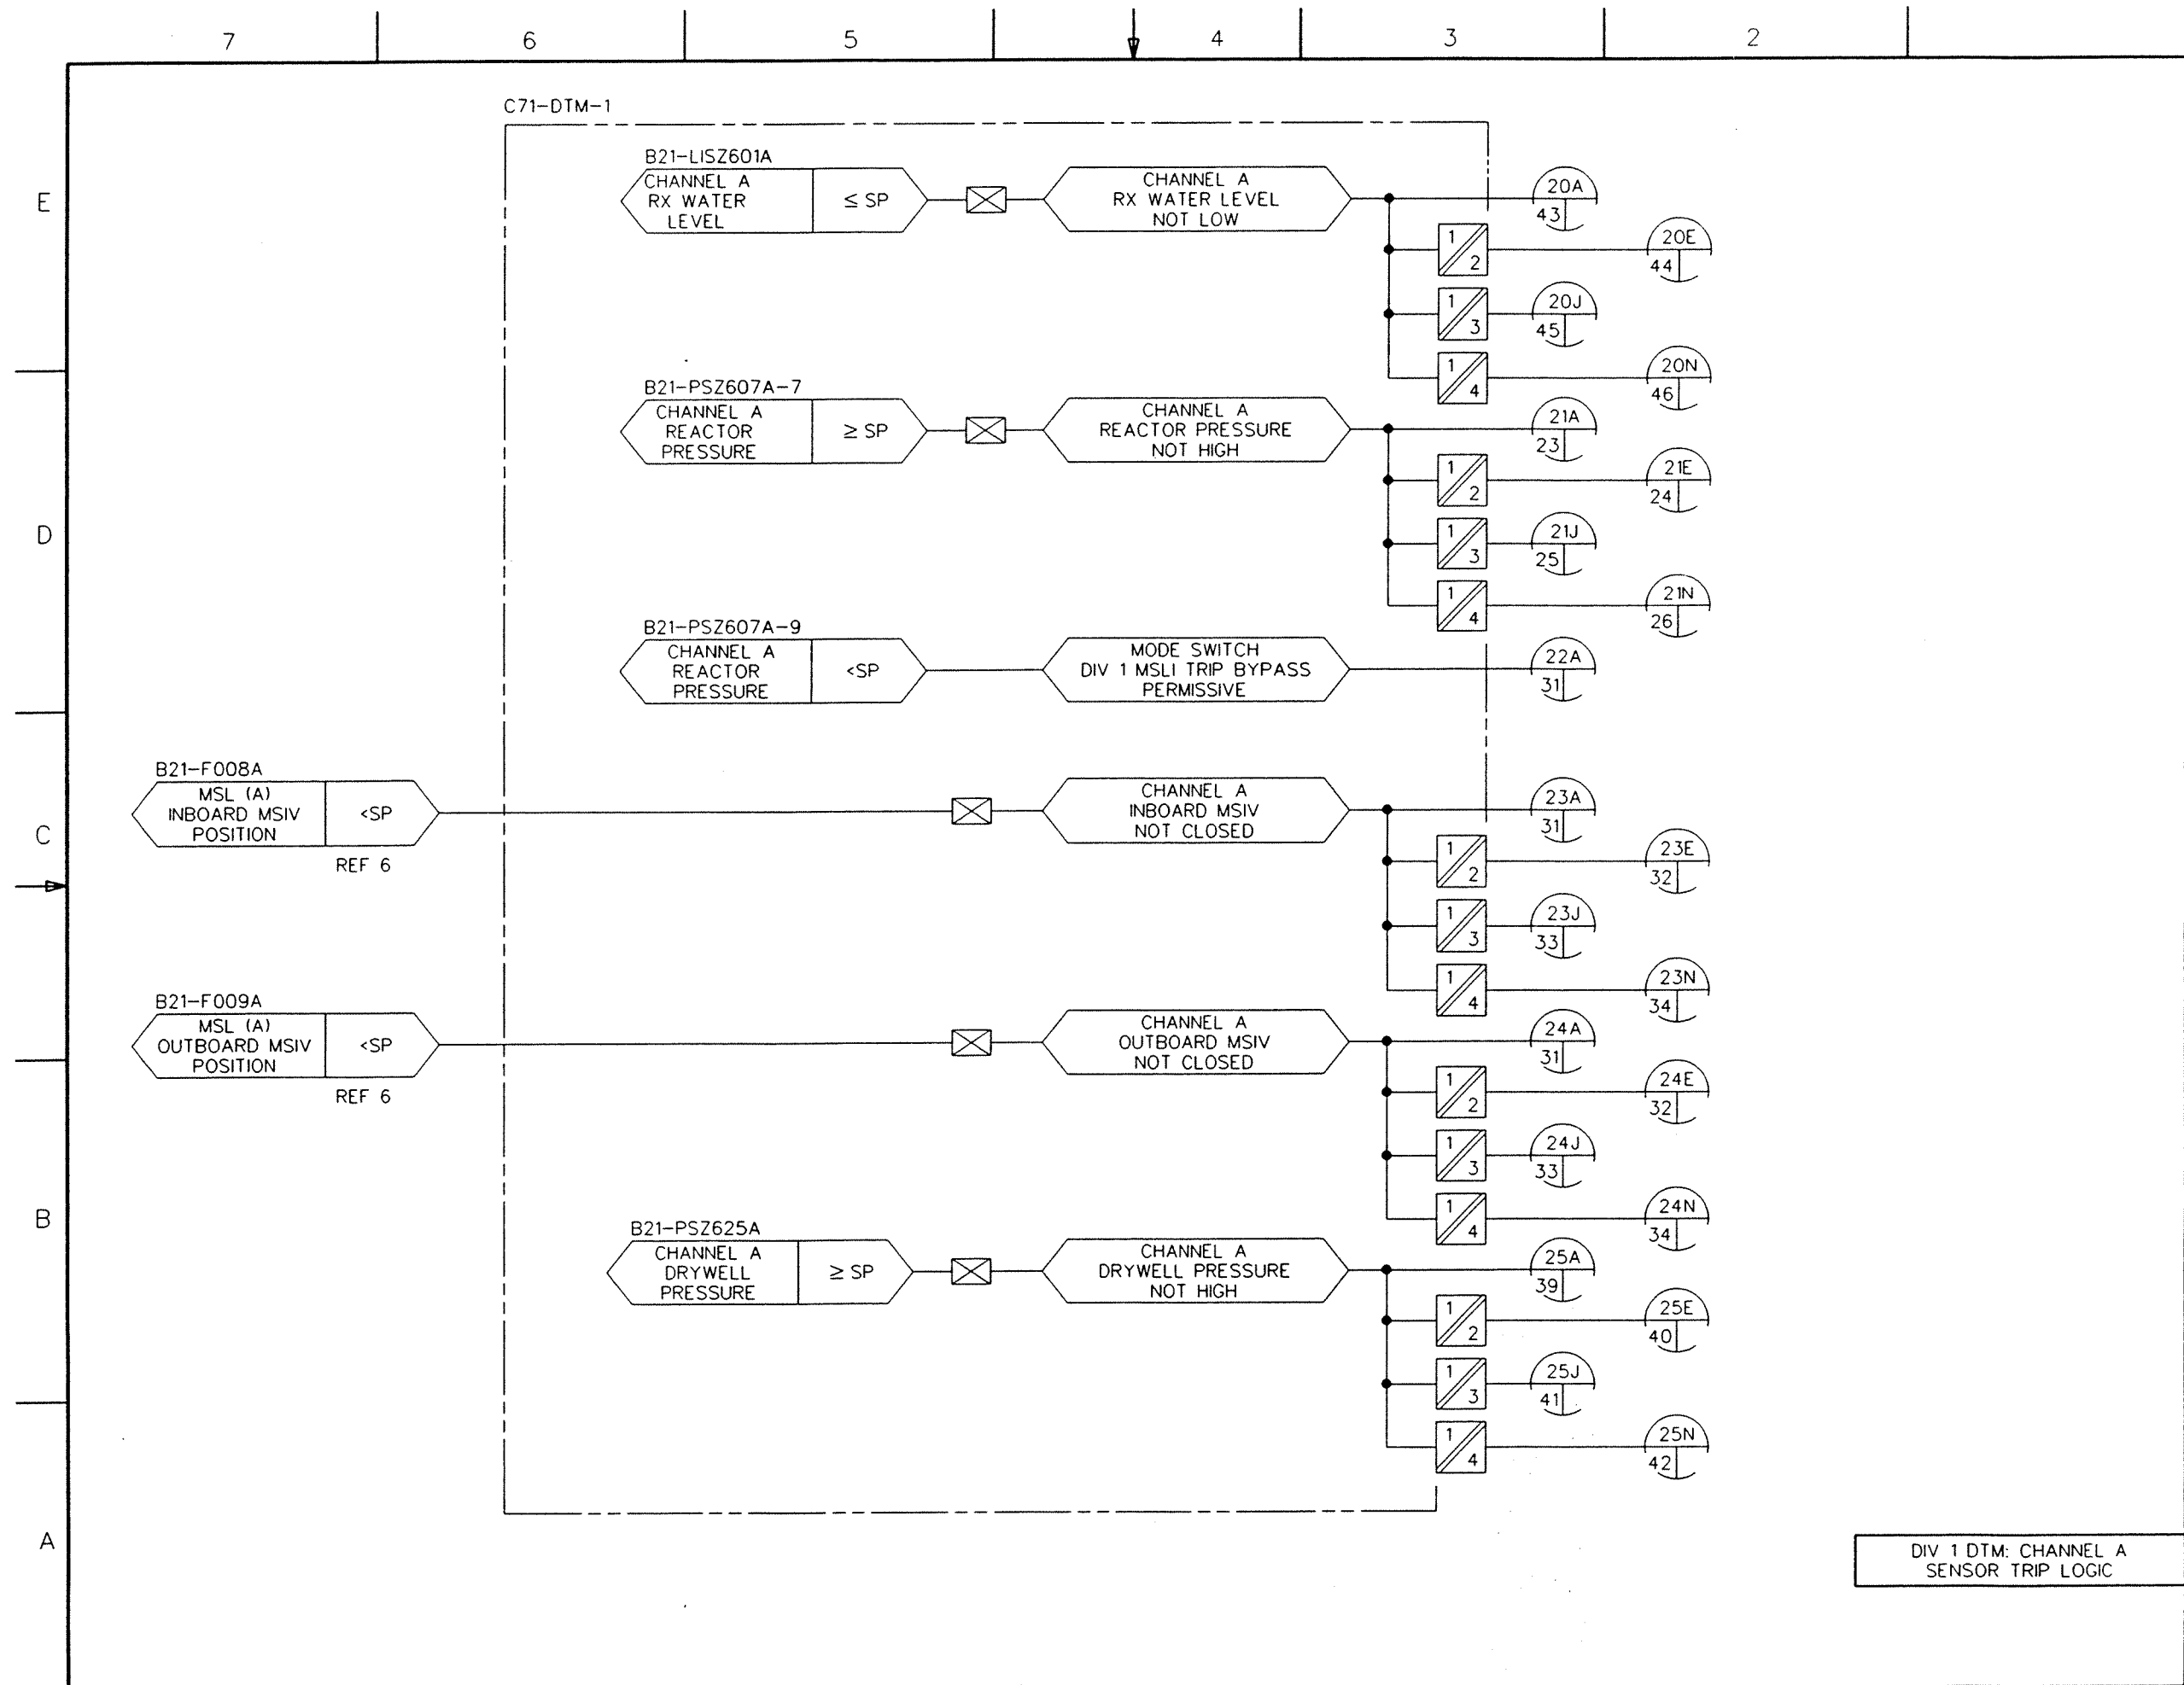 7 6 5 4 3 2
C71-DTM-1
E
B21-LISZ601A
CHANNEL A
RX WATER
LEVEL
≤ SP
CHANNEL A
RX WATER LEVEL
NOT LOW
20A
43
1
2
20E
44
1
3
20J
45
1
4
20N
46
B21-PSZ607A-7
CHANNEL A
REACTOR
PRESSURE
≥ SP
CHANNEL A
REACTOR PRESSURE
NOT HIGH
21A
23
1
2
21E
24
D
1
3
21J
25
1
4
21N
26
B21-PSZ607A-9
CHANNEL A
REACTOR
PRESSURE
<SP
MODE SWITCH
DIV 1 MSLI TRIP BYPASS
PERMISSIVE
22A
31
B21-F008A
MSL (A)
INBOARD MSIV
POSITION
<SP
REF 6
CHANNEL A
INBOARD MSIV
NOT CLOSED
23A
31
C
1
2
23E
32
1
3
23J
33
1
4
23N
34
B21-F009A
MSL (A)
OUTBOARD MSIV
POSITION
<SP
REF 6
CHANNEL A
OUTBOARD MSIV
NOT CLOSED
24A
31
1
2
24E
32
1
3
24J
33
B
1
4
24N
34
B21-PSZ625A
CHANNEL A
DRYWELL
PRESSURE
≥ SP
CHANNEL A
DRYWELL PRESSURE
NOT HIGH
25A
39
1
2
25E
40
1
3
25J
41
1
4
25N
42
A
DIV 1 DTM: CHANNEL A
SENSOR TRIP LOGIC